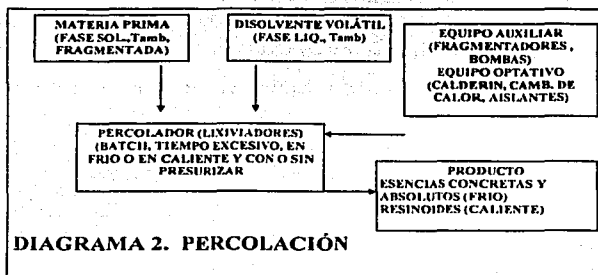 MATERIA PRIMA
(FASE SOL., Tamb,
FRAGMENTADA)
DISOLVENTE VOLÁTIL
(FASE LIQ., Tamb)
EQUIPO AUXILIAR
(FRAGMENTADORES,
BOMBAS)
EQUIPO OPTATIVO
(CALDERIN, CAMB. DE
CALOR, AISLANTES)
PERCOLADOR (LIXIVIADORES)
(BATCH, TIEMPO EXCESIVO, EN
FRIO O EN CALIENTE Y CON O SIN
PRESURIZAR
PRODUCTO
ESENCIAS CONCRETAS Y
ABSOLUTOS (FRIO)
RESINOIDES (CALIENTE)
DIAGRAMA 2. PERCOLACIÓN